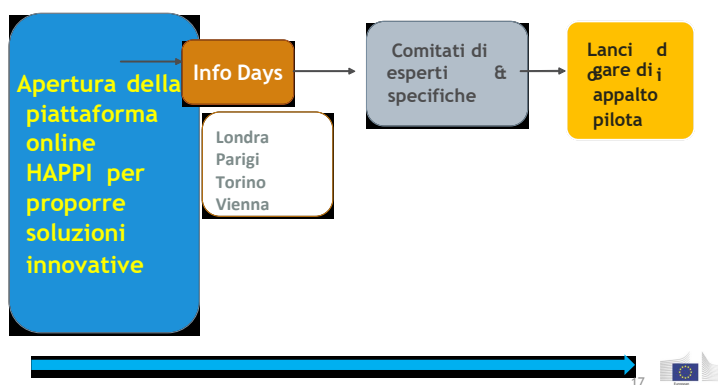 Apertura della
piattaforma
online
HAPPI per
proporre
soluzioni
innovative
Info Days
Londra
Parigi
Torino
Vienna
Comitati di
esperti &
specifiche
Lanci d
o gare di i
appalto
pilota
17